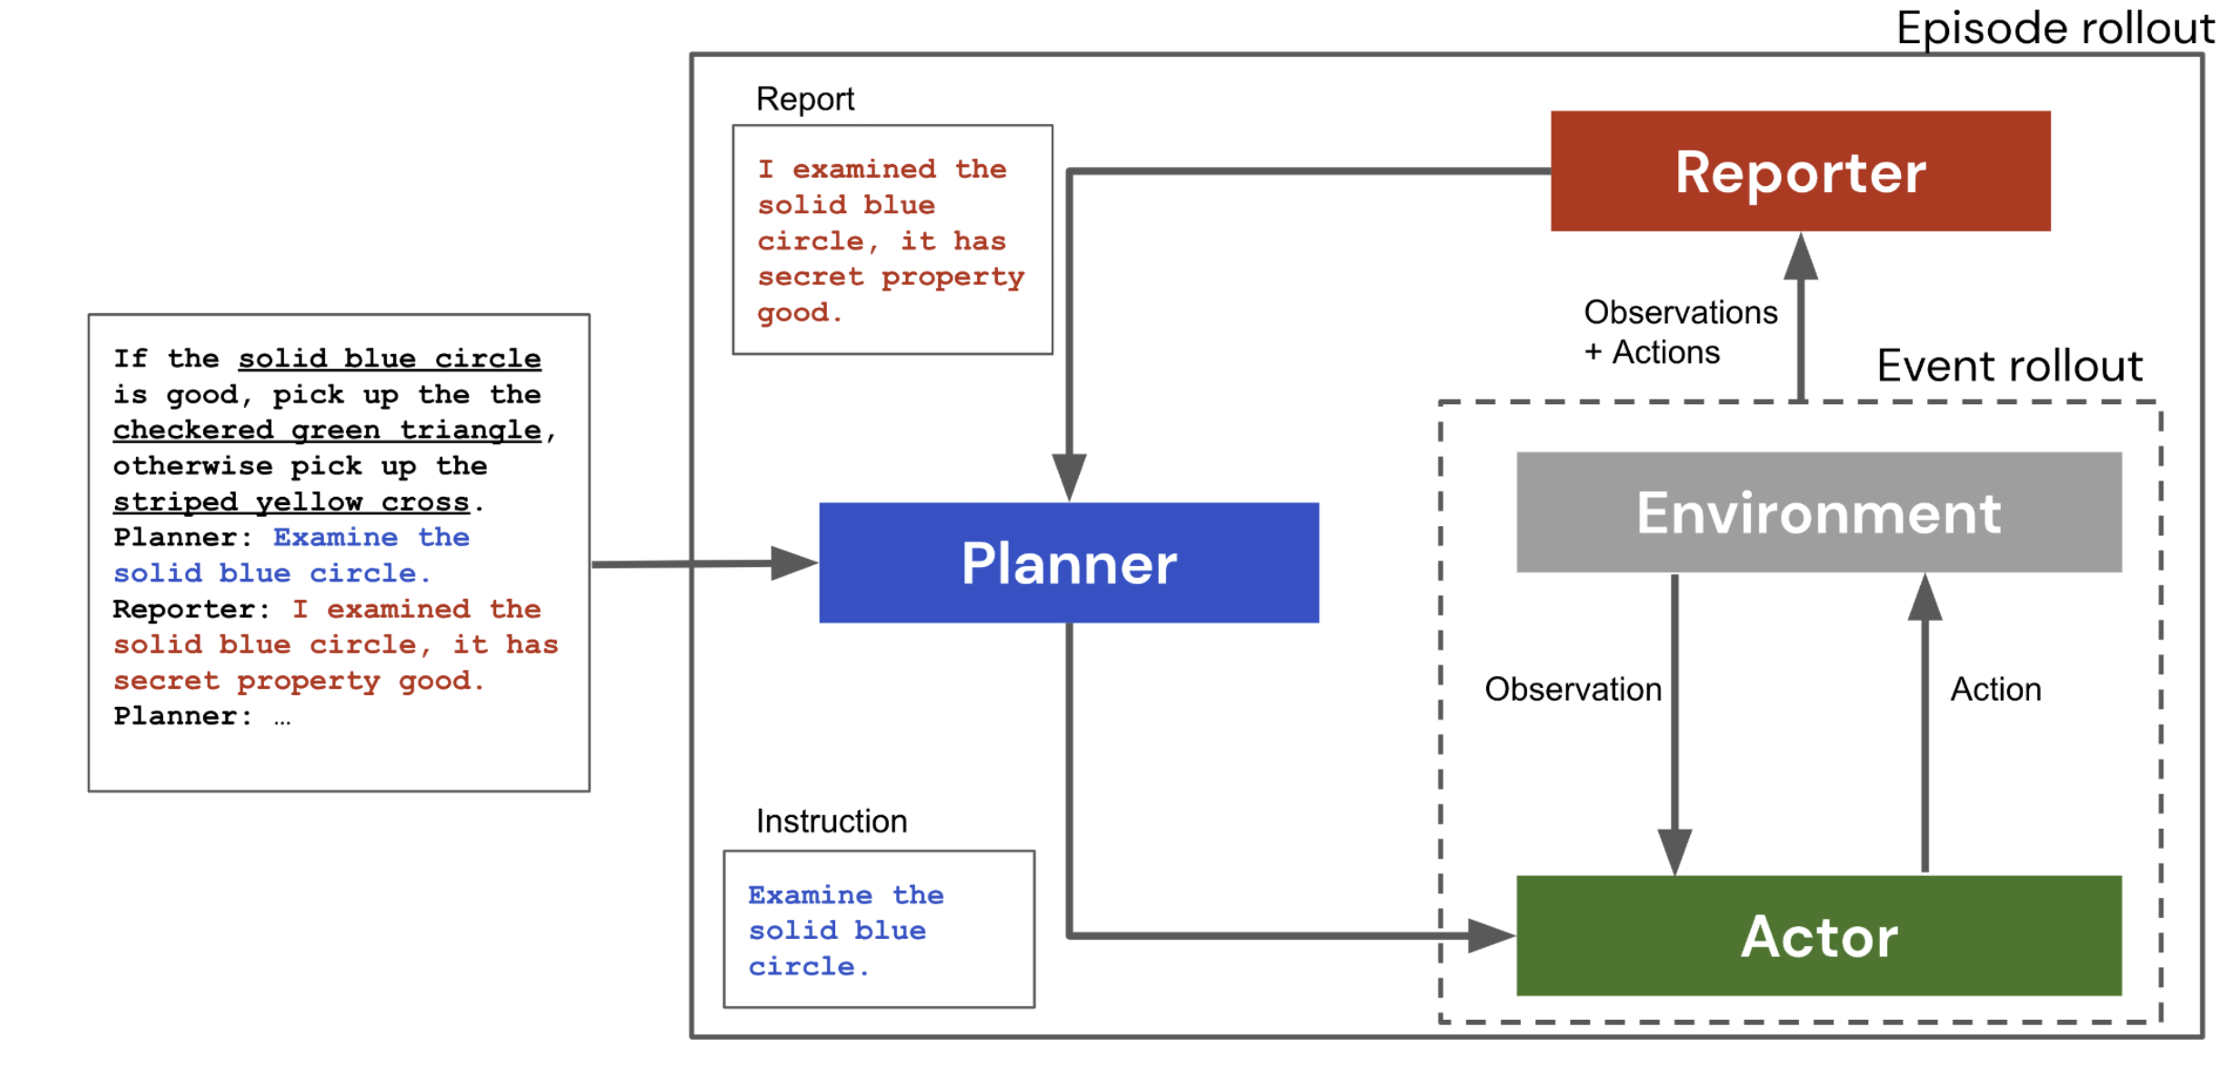 Episode rollout
Report
I examined the
solid blue
circle, it has
secret property
good.
Reporter
Observations
+ Actions
Event rollout
If the solid blue circle
is good, pick up the the
checkered green triangle,
otherwise pick up the
striped yellow cross.
Planner: Examine the
solid blue circle.
Reporter: I examined the
solid blue circle, it has
secret property good.
Planner: …
Planner
Environment
Observation
Action
Instruction
Examine the
solid blue
circle.
Actor